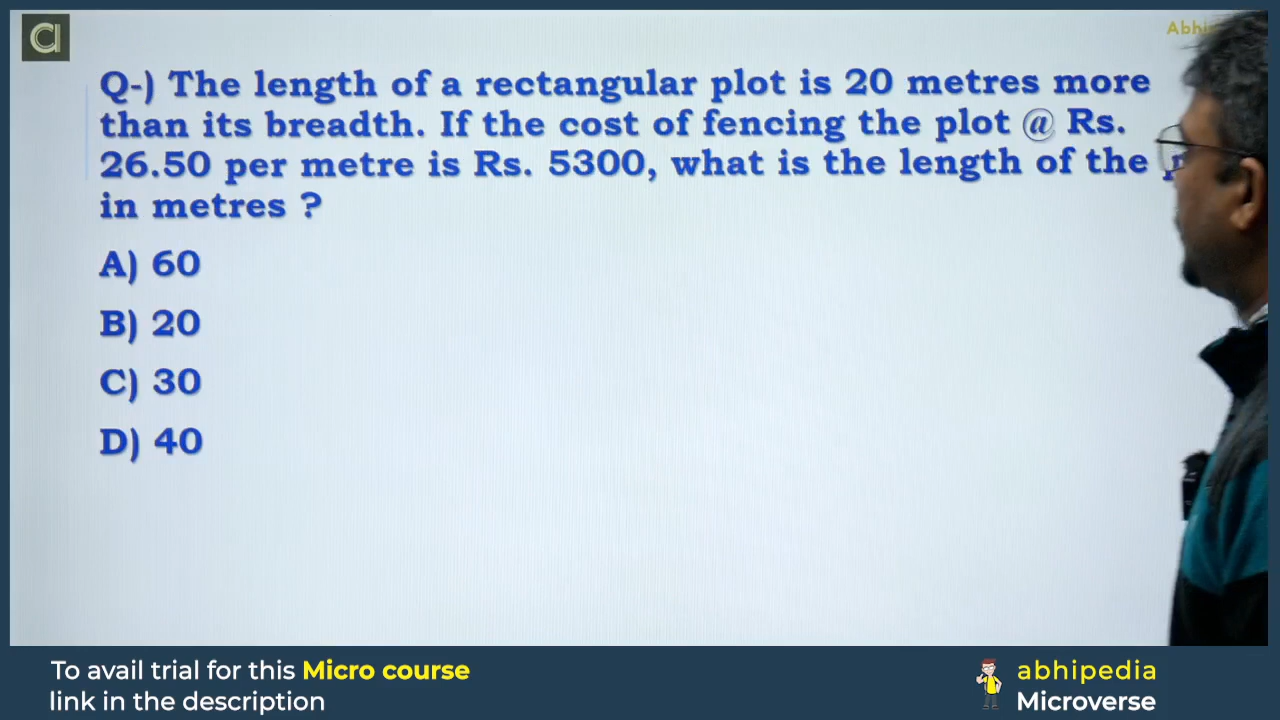 Abhi
Q-) The length of a rectangular plot is 20 metres more
than its breadth. If the cost of fencing the plot @ Rs.
26.50 per metre is Rs. 5300, what is the length of the
in metres ?
A) 60
B) 20
C) 30
D) 40
To avail trial for this Micro course
link in the description
abhipedia
Microverse